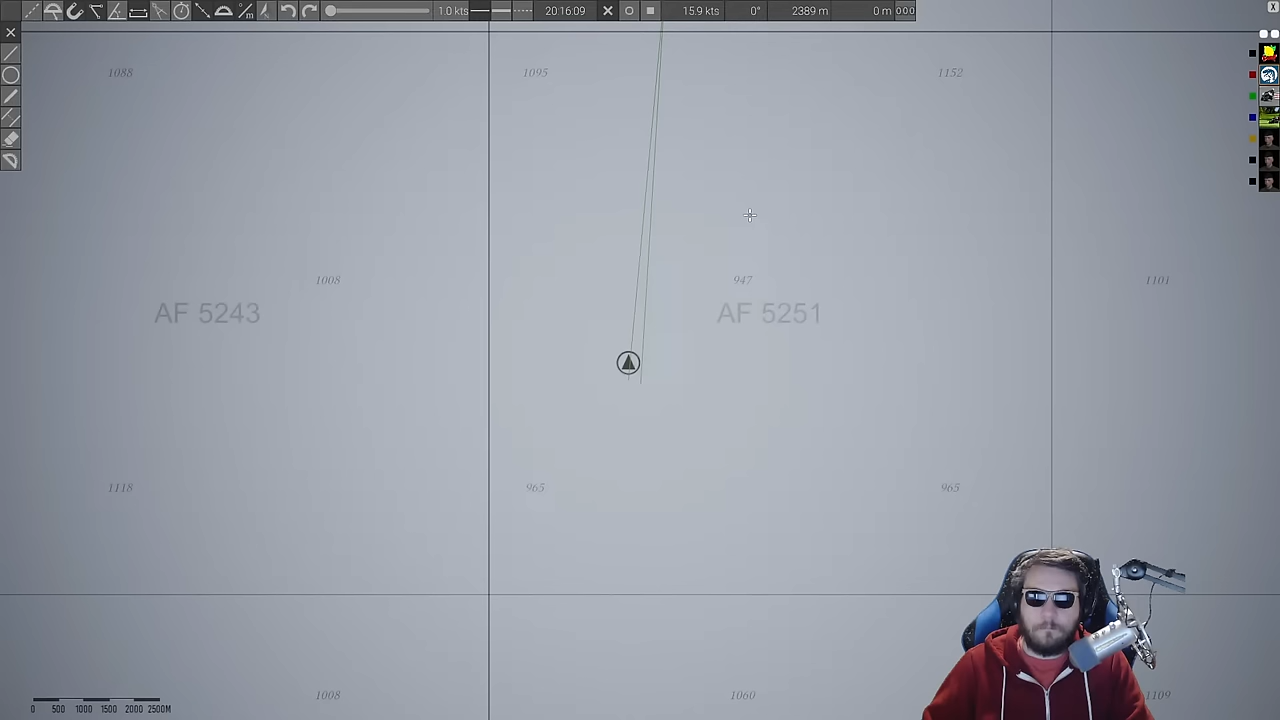 1.0 kts 20:16:09 15.9 kts 0° 2389 m 0 m 000
X
1088 1095 1152
1008 947 1101
AF 5243 AF 5251
1118 965 965
1008 1060 1109
0 500 1000 1500 2000 2500M